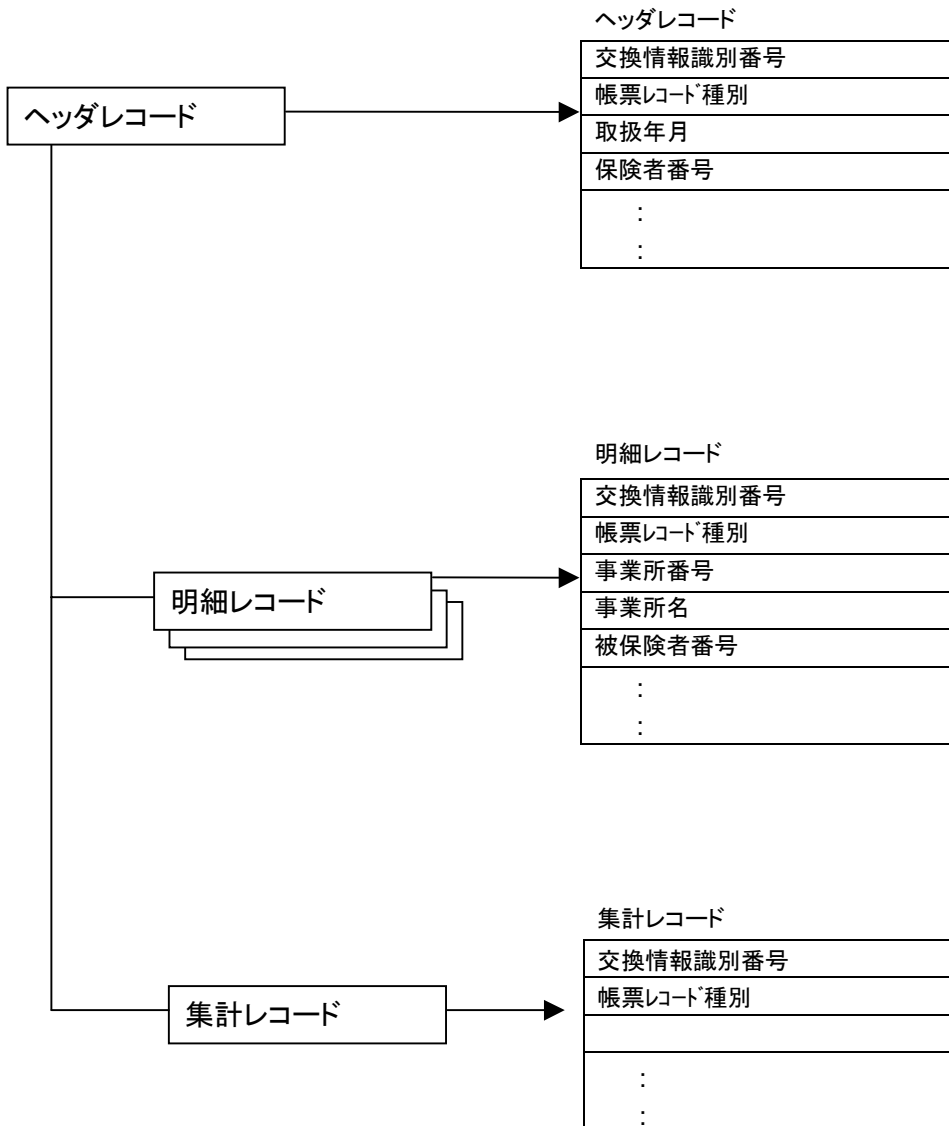 ヘッダレコード
交換情報識別番号
帳票ﾚｺｰﾄﾞ種別
取扱年月
保険者番号
:
:
ヘッダレコード
明細レコード
交換情報識別番号
帳票ﾚｺｰﾄﾞ種別
事業所番号
事業所名
被保険者番号
:
:
明細レコード
集計レコード
交換情報識別番号
帳票ﾚｺｰﾄﾞ種別
:
:
集計レコード